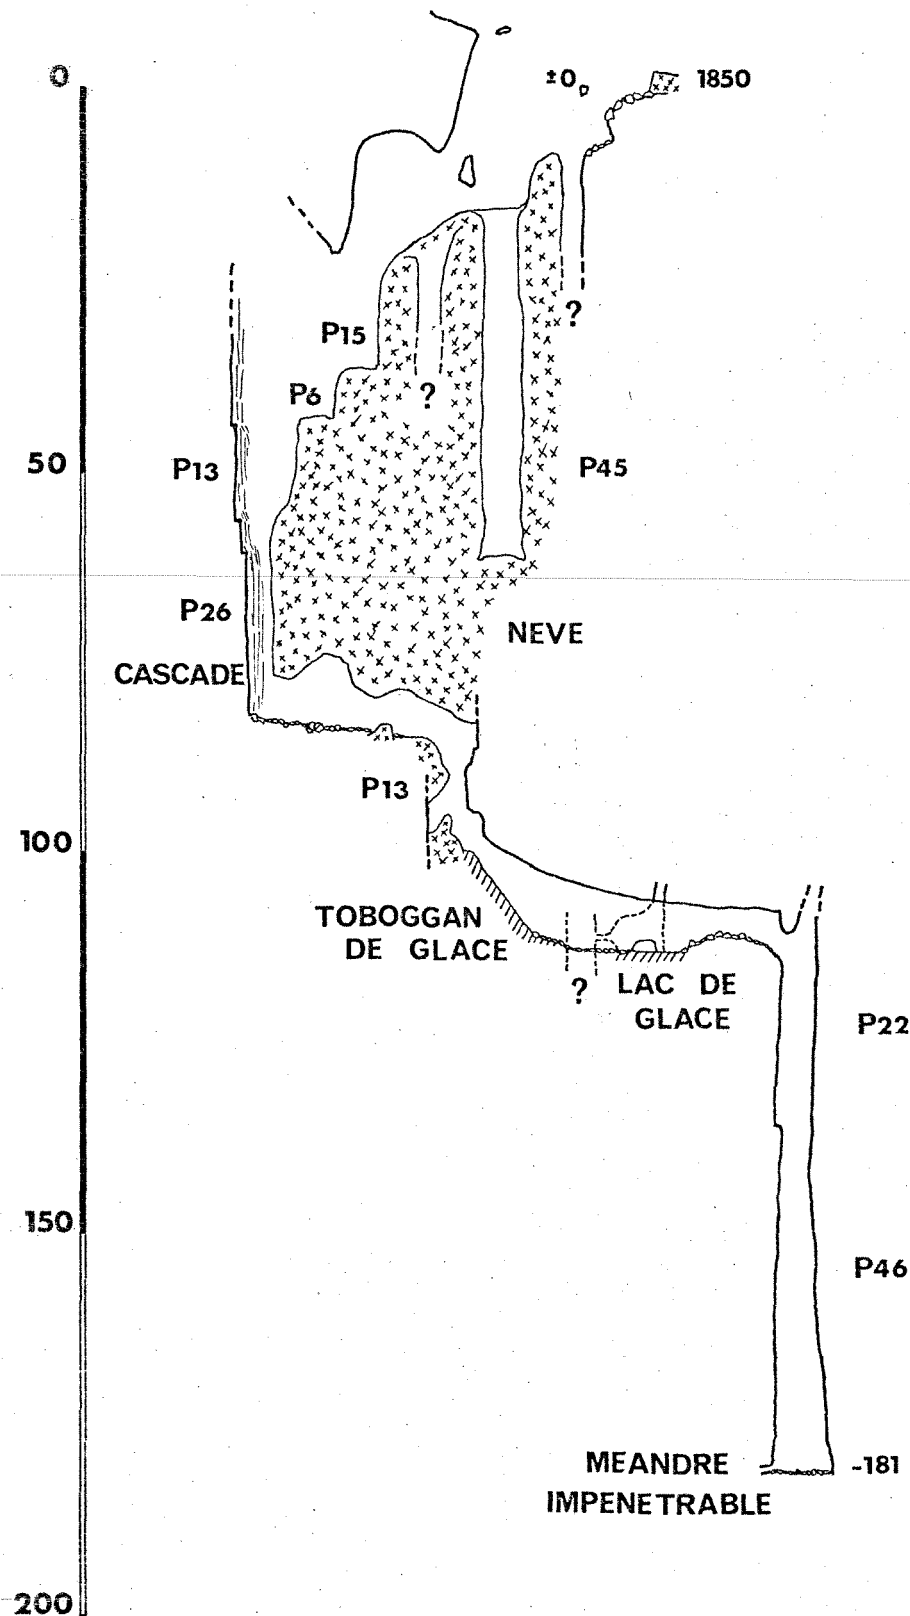 0
±0
1850
?
P15
P6
?
50
P13
P45
P26
NEVE
CASCADE
P13
100
TOBOGGAN
DE GLACE
?
LAC DE
GLACE
P22
150
P46
MEANDRE
-181
IMPENETRABLE
200